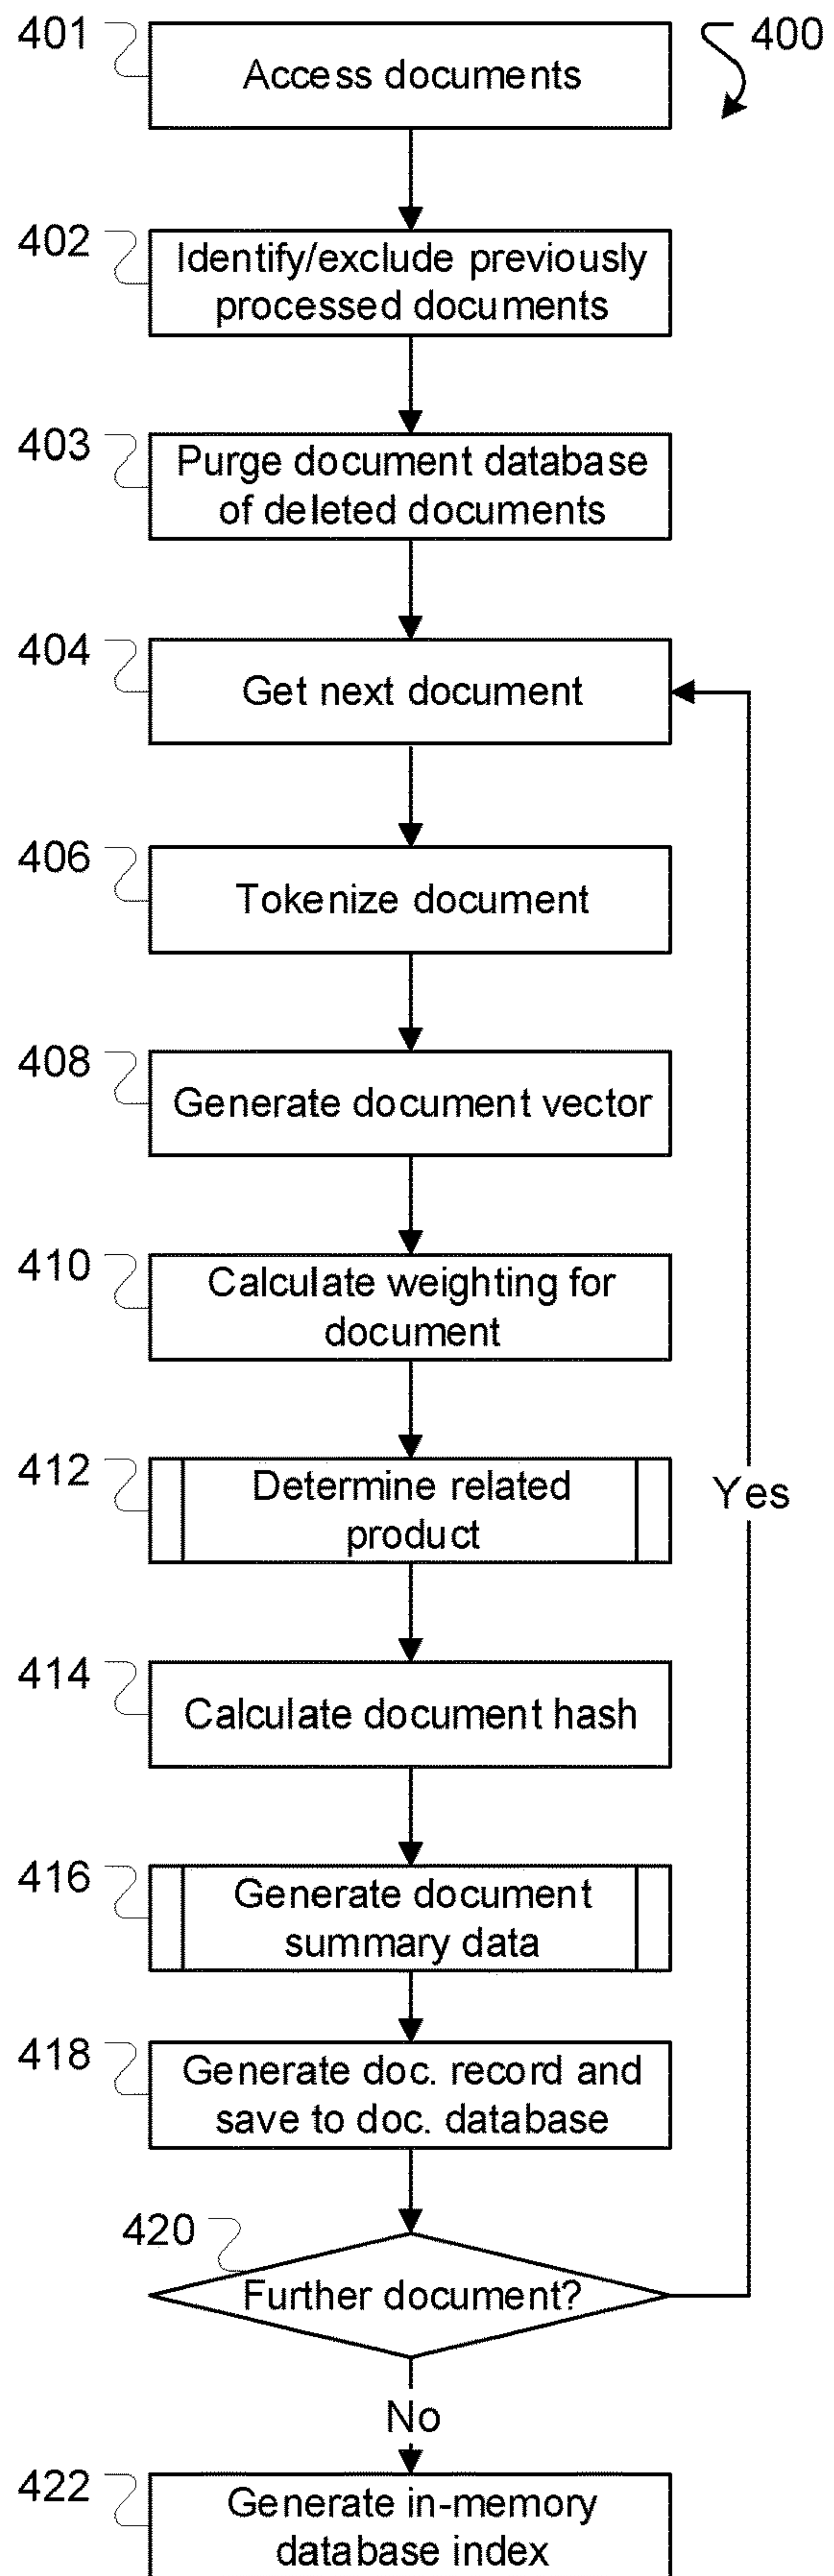 401
Access documents
400
402
Identify/exclude previously
processed documents
403
Purge document database
of deleted documents
404
Get next document
406
Tokenize document
408
Generate document vector
410
Calculate weighting for
document
412
Determine related
product
Yes
414
Calculate document hash
416
Generate document
summary data
418
Generate doc. record and
save to doc. database
420
Further document?
No
422
Generate in-memory
database index